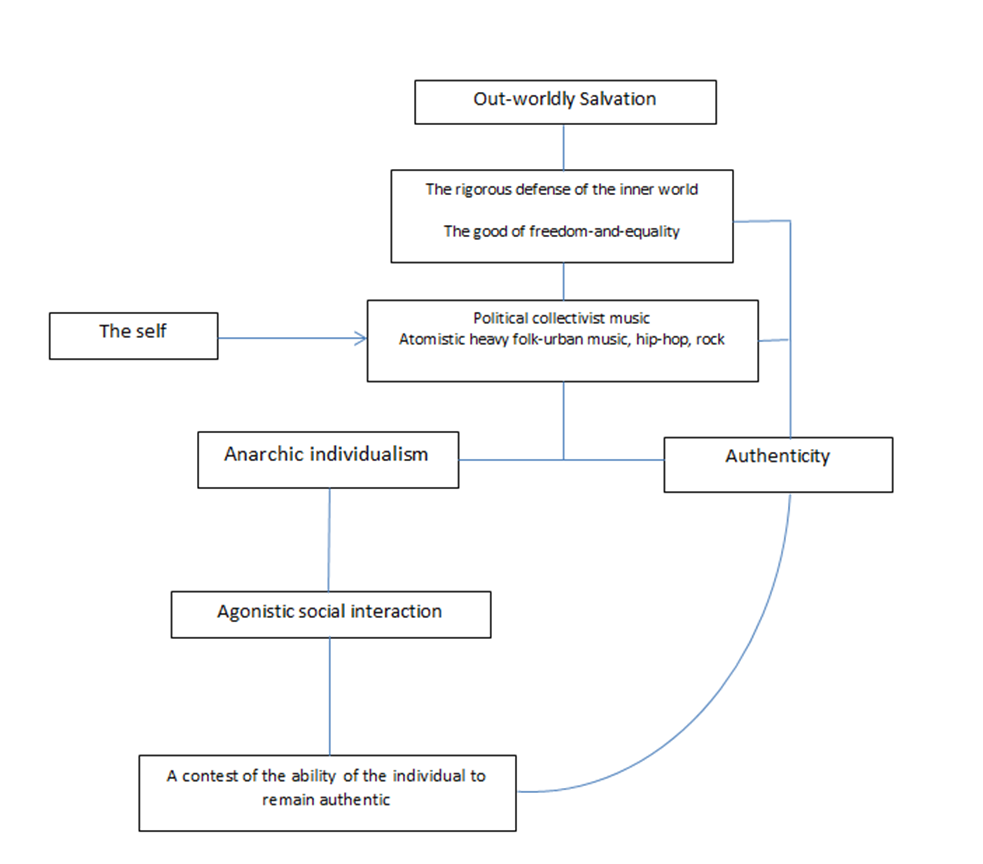 Out-worldly Salvation
The rigorous defense of the inner world
The good of freedom-and-equality
Political collectivist music
Atomistic heavy folk-urban music, hip-hop, rock
The self
Anarchic individualism
Authenticity
Agonistic social interaction
A contest of the ability of the individual to
remain authentic